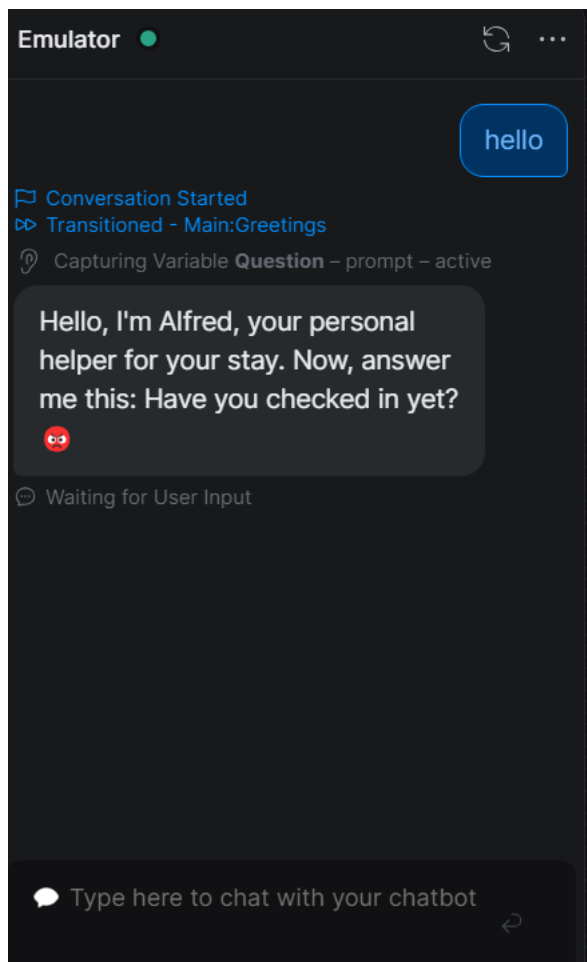 Emulator
hello
Conversation Started
Transitioned - Main:Greetings
Capturing Variable Question – prompt – active
Hello, I'm Alfred, your personal
helper for your stay. Now, answer
me this: Have you checked in yet?
😡
Waiting for User Input
Type here to chat with your chatbot